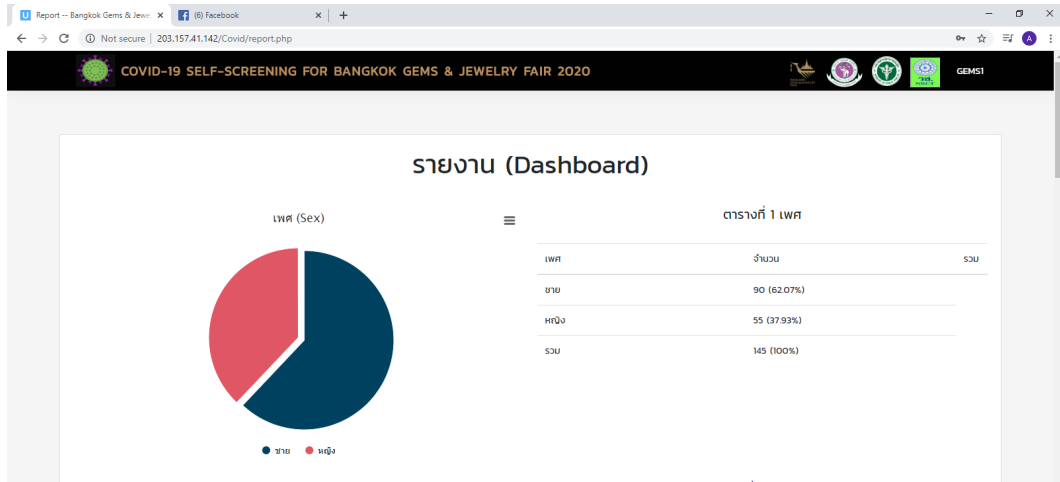 Report -- Bangkok Gems & Jewel
(6) Facebook
Not secure | 203.157.41.142/Covid/report.php
A
COVID-19 SELF-SCREENING FOR BANGKOK GEMS & JEWELRY FAIR 2020
GEMS1
รายงาน (Dashboard)
เพศ (Sex)
ชาย
หญิง
ตารางที่ 1 เพศ
เพศ จำนวน รวม
ชาย 90 (62.07%)
หญิง 55 (37.93%)
รวม 145 (100%)